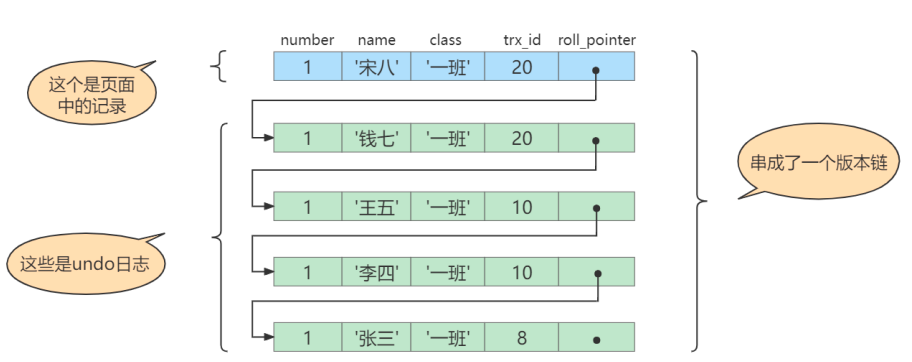 number name class trx_id roll_pointer
1 '宋八' '一班' 20
这个是页面
中的记录
1 '钱七' '一班' 20
串成了一个版本链
1 '王五' '一班' 10
这些是undo日志
1 '李四' '一班' 10
1 '张三' '一班' 8